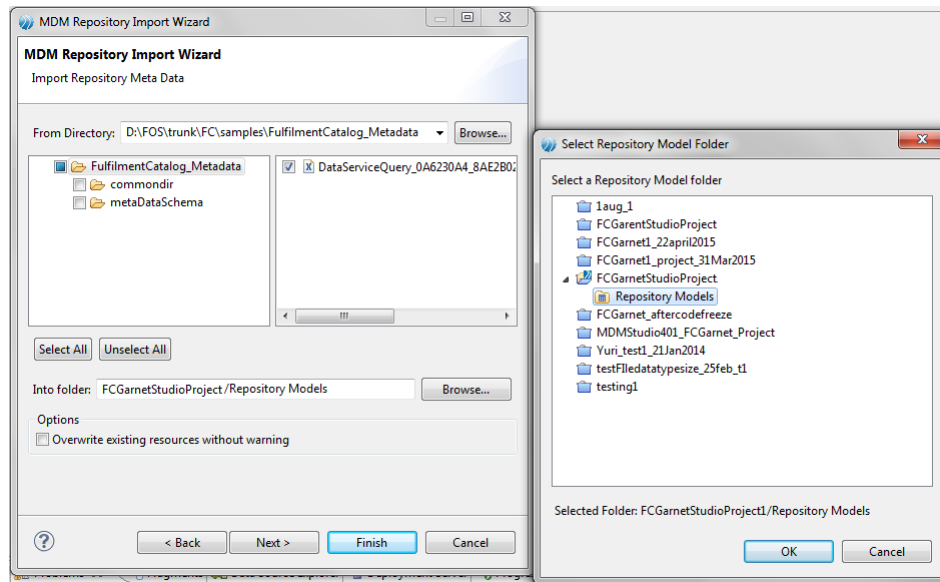 MDM Repository Import Wizard
MDM Repository Import Wizard
Import Repository Meta Data
From Directory: D:\FOS\trunk\FC\samples\FulfilmentCatalog_Metadata Browse...
FulfilmentCatalog_Metadata
commondir
metaDataSchema
DataServiceQuery_0A6230A4_8AE2B02
Select All Unselect All
Into folder: FCGarnetStudioProject/Repository Models Browse...
Options
Overwrite existing resources without warning
< Back Next > Finish Cancel
Select Repository Model Folder
Select a Repository Model folder
1aug_1
FCGarentStudioProject
FCGarnet1_22april2015
FCGarnet1_project_31Mar2015
FCGarnetStudioProject
Repository Models
FCGarnet_aftercodefreeze
MDMStudio401_FCGarnet_Project
Yuri_test1_21Jan2014
testFIledatatypesize_25feb_t1
testing1
Selected Folder: FCGarnetStudioProject1/Repository Models
OK Cancel